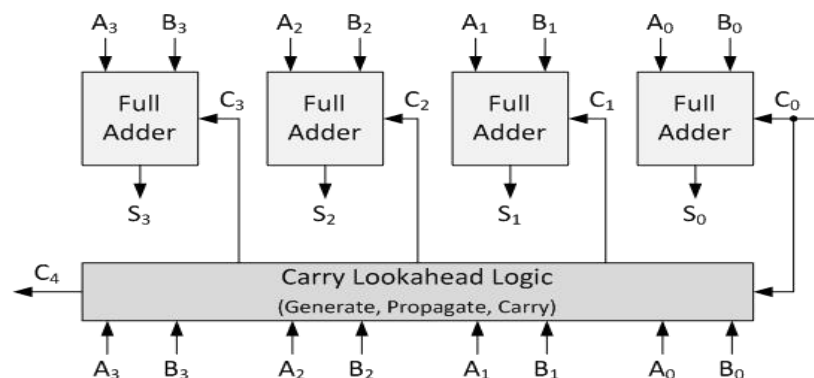 A₃ B₃ A₂ B₂ A₁ B₁ A₀ B₀
Full Adder C₃ Full Adder C₂ Full Adder C₁ Full Adder C₀
S₃ S₂ S₁ S₀
C₄
Carry Lookahead Logic
(Generate, Propagate, Carry)
A₃ B₃ A₂ B₂ A₁ B₁ A₀ B₀